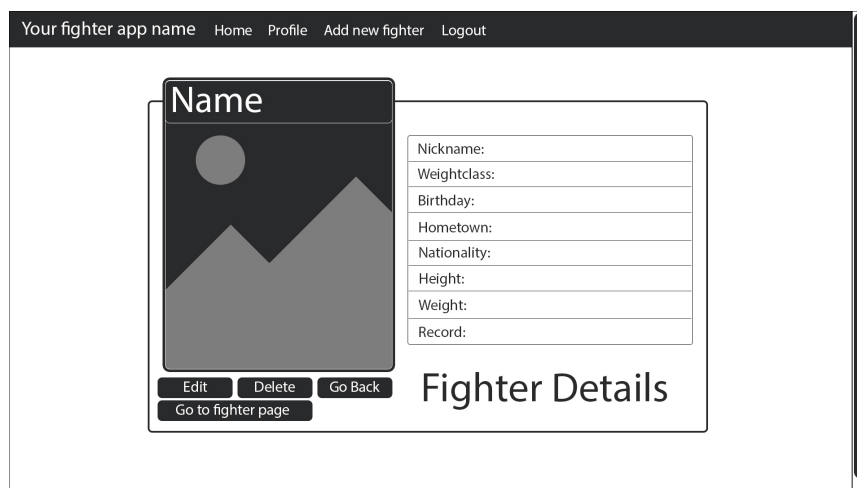 Your fighter app name Home Profile Add new fighter Logout
Name
Nickname:
Weightclass:
Birthday:
Hometown:
Nationality:
Height:
Weight:
Record:
Edit Delete Go Back
Go to fighter page
Fighter Details